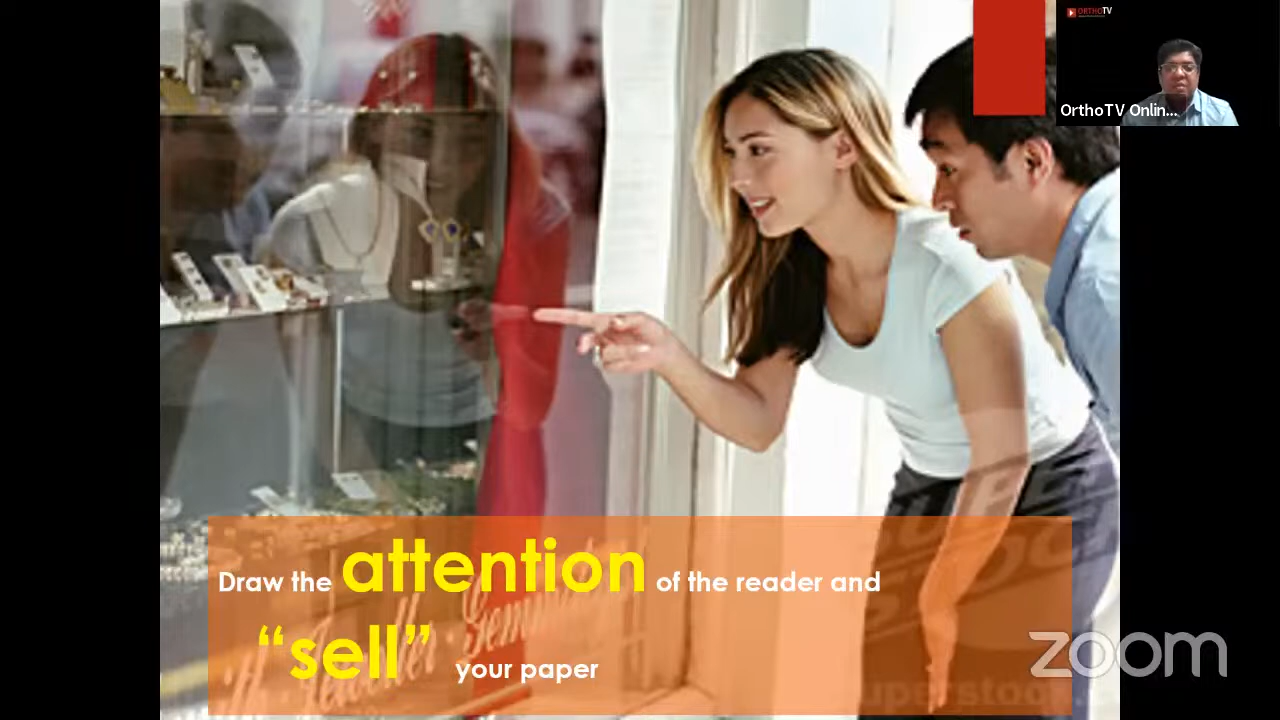 ORTHOTV
OrthoTV Onlin...
Draw the attention of the reader and
“sell” your paper
zoom